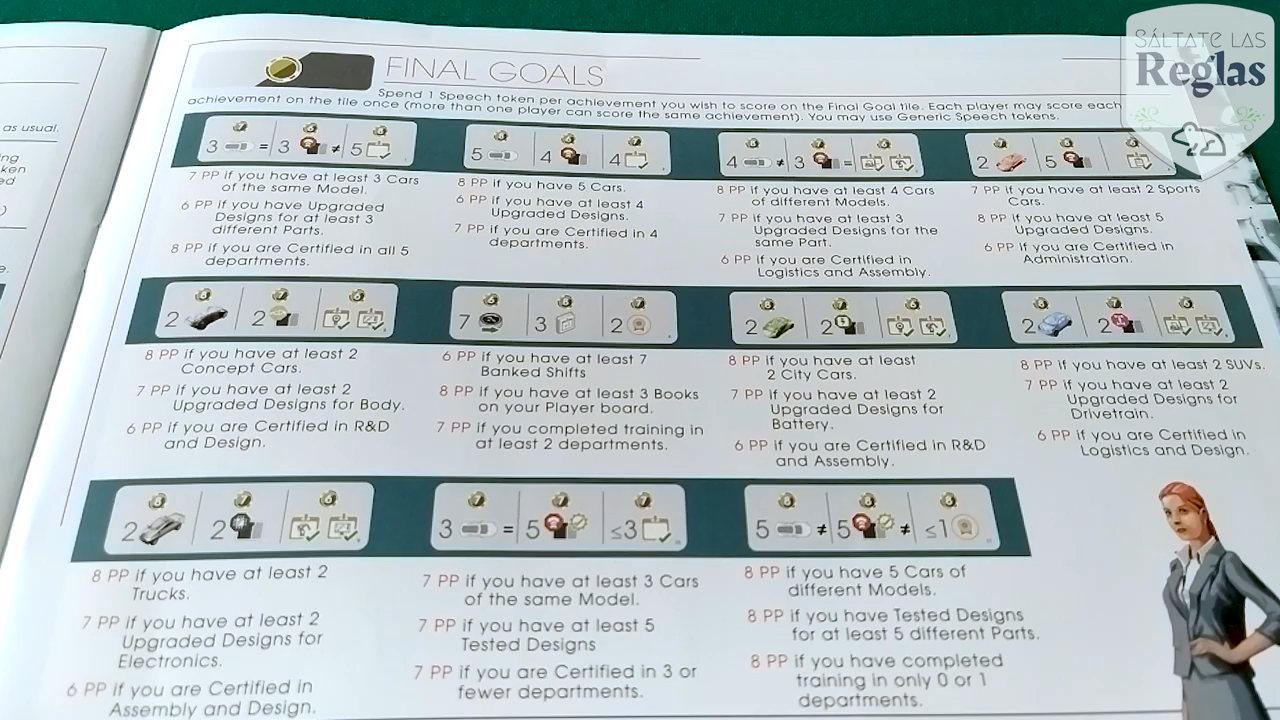 SÁLTATE LAS
Reglas
as usual.
FINAL GOALS
Spend 1 Speech token per achievement you wish to score on the Final Goal tile. Each player may score each
achievement on the tile once (more than one player can score the same achievement). You may use Generic Speech tokens.
3 = 3 ≠ 5
5 4 4
4 ≠ 3 =
2 5
7 PP if you have at least 3 Cars
of the same Model.
6 PP if you have Upgraded
Designs for at least 3
different Parts.
8 PP if you are Certified in all 5
departments.
8 PP if you have 5 Cars.
6 PP if you have at least 4
Upgraded Designs.
7 PP if you are Certified in 4
departments.
8 PP if you have at least 4 Cars
of different Models.
7 PP if you have at least 3
Upgraded Designs for the
same Part.
6 PP if you are Certified in
Logistics and Assembly.
7 PP if you have at least 2 Sports
Cars.
8 PP if you have at least 5
Upgraded Designs.
6 PP if you are Certified in
Administration.
2 2
7 3 2
2 2
2 2
8 PP if you have at least 2
Concept Cars.
7 PP if you have at least 2
Upgraded Designs for Body.
6 PP if you are Certified in R&D
and Design.
6 PP if you have at least 7
Banked Shifts
8 PP if you have at least 3 Books
on your Player board.
7 PP if you completed training in
at least 2 departments.
8 PP if you have at least
2 City Cars.
7 PP if you have at least 2
Upgraded Designs for
Battery.
6 PP if you are Certified in R&D
and Assembly.
8 PP if you have at least 2 SUVs.
7 PP if you have at least 2
Upgraded Designs for
Drivetrain.
6 PP if you are Certified in
Logistics and Design.
2 2
3 = 5 ≤3
5 ≠ 5 ≠ ≤1
8 PP if you have at least 2
Trucks.
7 PP if you have at least 2
Upgraded Designs for
Electronics.
6 PP if you are Certified in
Assembly and Design.
7 PP if you have at least 3 Cars
of the same Model.
7 PP if you have at least 5
Tested Designs
7 PP if you are Certified in 3 or
fewer departments.
8 PP if you have 5 Cars of
different Models.
8 PP if you have Tested Designs
for at least 5 different Parts.
8 PP if you have completed
training in only 0 or 1
departments.